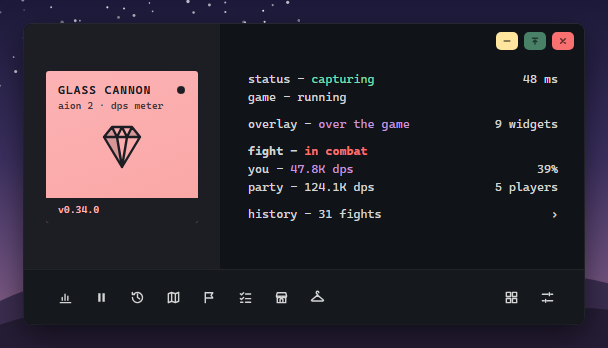 GLASS CANNON
aion 2 · dps meter
v0.34.0
status — capturing 48 ms
game — running
overlay — over the game 9 widgets
fight — in combat
you — 47.8K dps 39%
party — 124.1K dps 5 players
history — 31 fights ›